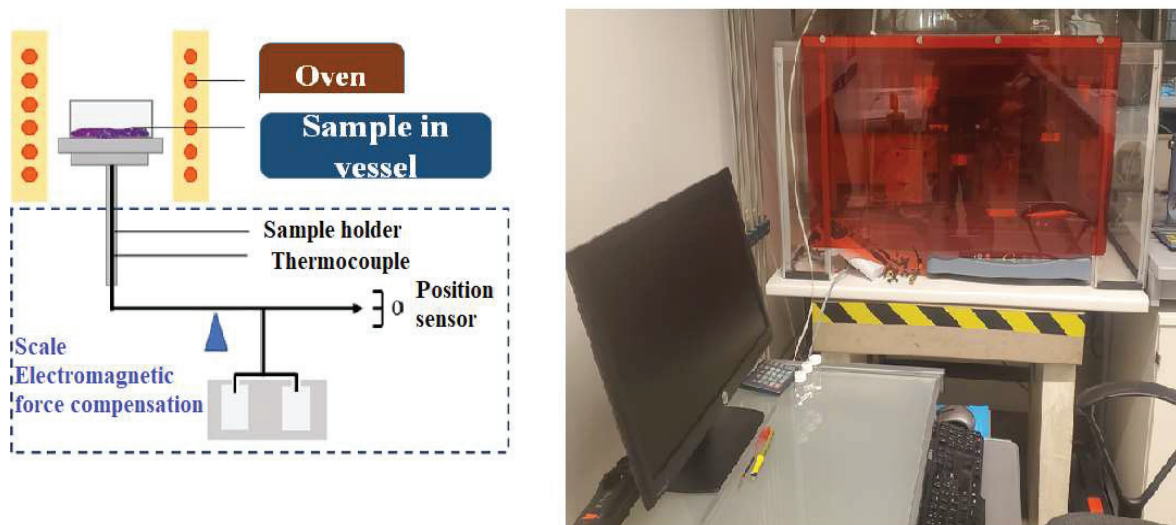 Oven
Sample in
vessel
Sample holder
Thermocouple
Position
sensor
Scale
Electromagnetic
force compensation